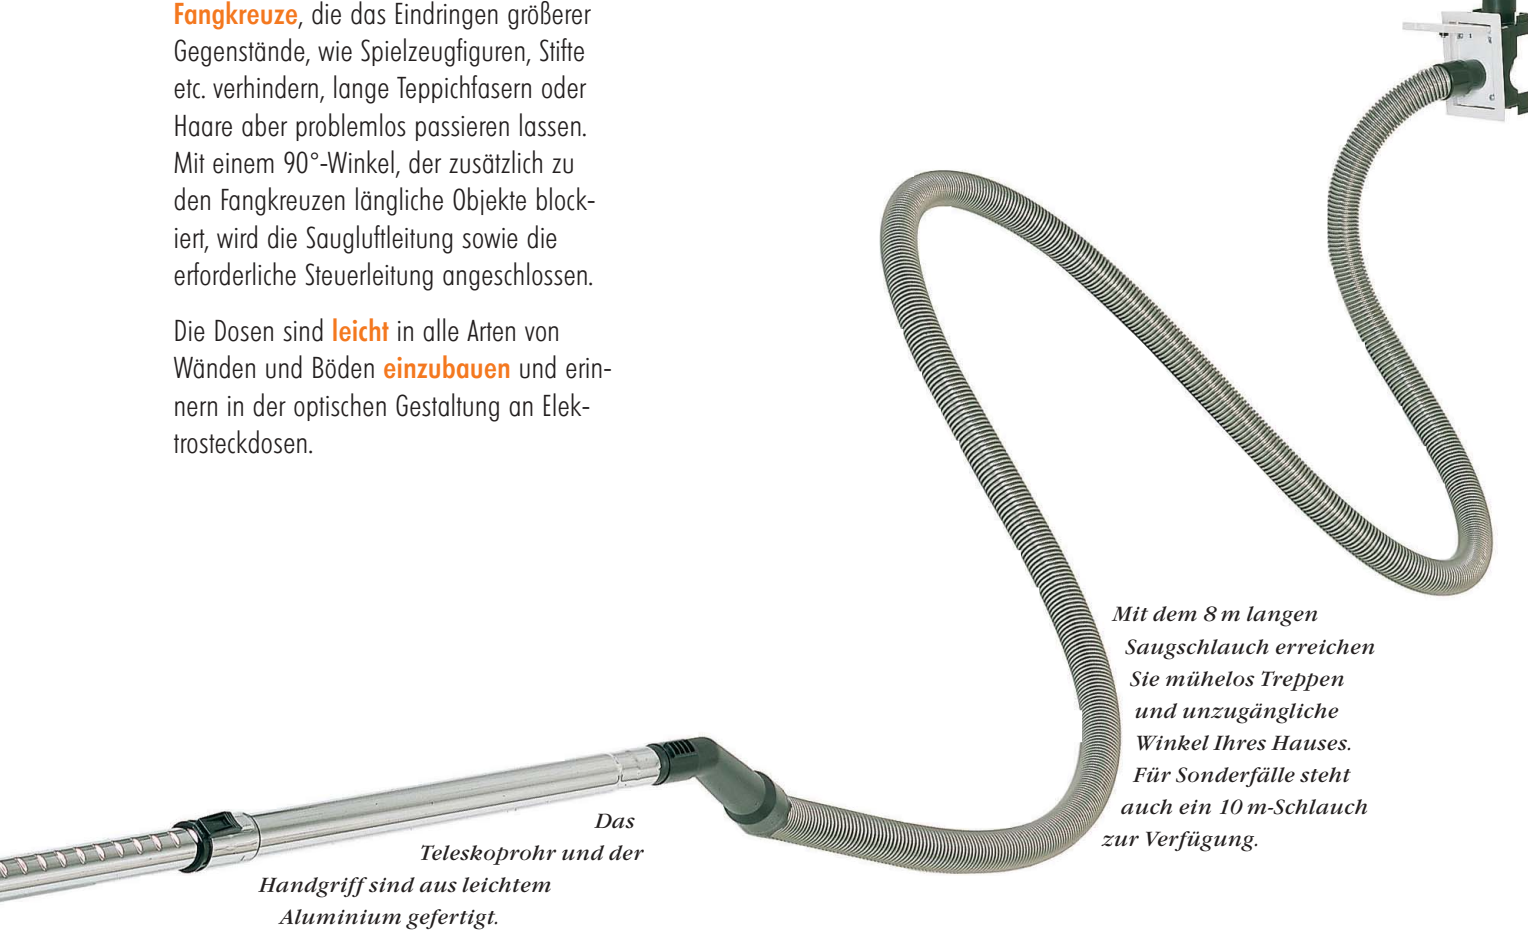 Fangkreuze, die das Eindringen größerer
Gegenstände, wie Spielzeugfiguren, Stifte
etc. verhindern, lange Teppichfasern oder
Haare aber problemlos passieren lassen.
Mit einem 90°-Winkel, der zusätzlich zu
den Fangkreuzen längliche Objekte block-
iert, wird die Saugluftleitung sowie die
erforderliche Steuerleitung angeschlossen.
Die Dosen sind leicht in alle Arten von
Wänden und Böden einzubauen und erin-
nern in der optischen Gestaltung an Elek-
trosteckdosen.
Mit dem 8 m langen
Saugschlauch erreichen
Sie mühelos Treppen
und unzugängliche
Winkel Ihres Hauses.
Für Sonderfälle steht
auch ein 10 m-Schlauch
zur Verfügung.
Das
Teleskoprohr und der
Handgriff sind aus leichtem
Aluminium gefertigt.